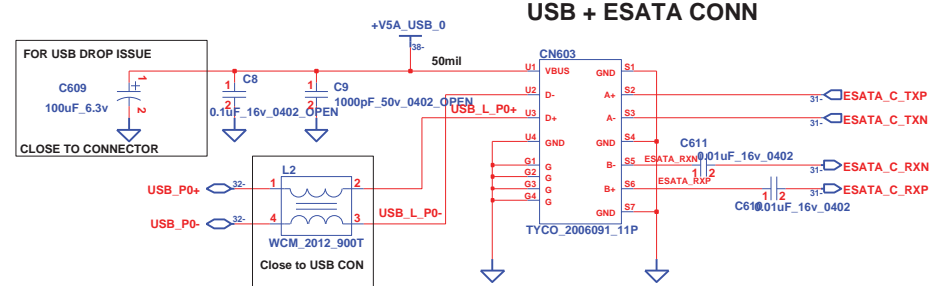 USB + ESATA CONN
+V5A_USB_0
38-
50mil
FOR USB DROP ISSUE
C609
1
+
2
100uF_6.3v
CLOSE TO CONNECTOR
C8
1
2
0.1uF_16v_0402_OPEN
C9
1
2
1000pF_50v_0402_OPEN
USB_L_P0+
CN603
U1 VBUS GND S1
U2 D- A+ S2
U3 D+ A- S3
U4 GND GND S4
G1 G B- S5
G2 G
G3 G B+ S6
G4 G
GND S7
TYCO_2006091_11P
31- ESATA_C_TXP
31- ESATA_C_TXN
C611
ESATA_RXN 1 2 0.01uF_16v_0402
31- ESATA_C_RXN
ESATA_RXP 1 2
31- ESATA_C_RXP
C610 0.01uF_16v_0402
USB_P0+ 32-
USB_P0- 32-
L2
1 2
4 3
WCM_2012_900T
Close to USB CON
USB_L_P0-